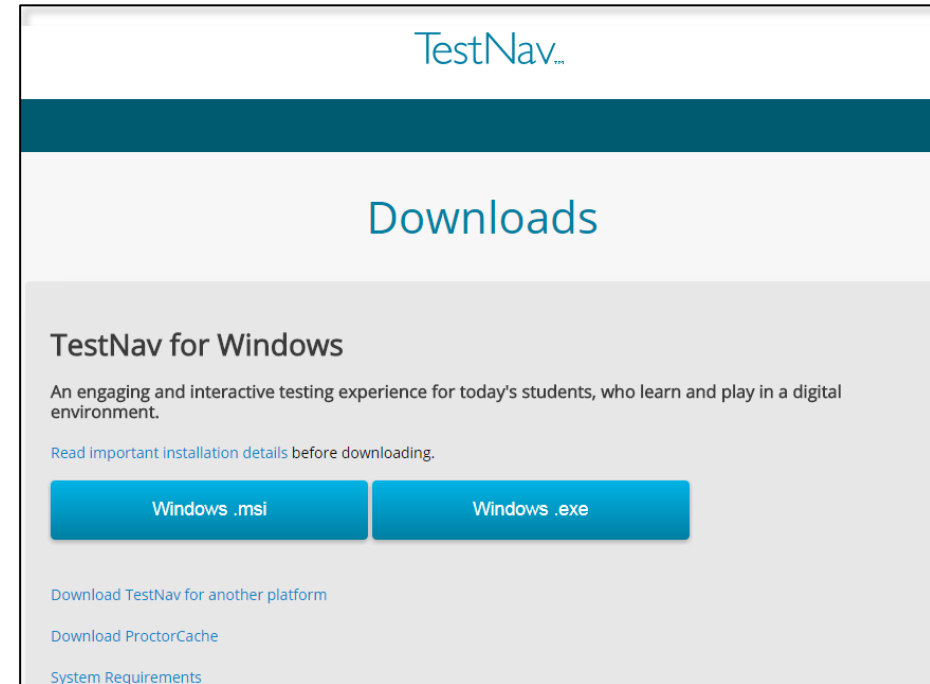 TestNav™
Downloads
TestNav for Windows
An engaging and interactive testing experience for today's students, who learn and play in a digital
environment.
Read important installation details before downloading.
Windows .msi
Windows .exe
Download TestNav for another platform
Download ProctorCache
System Requirements